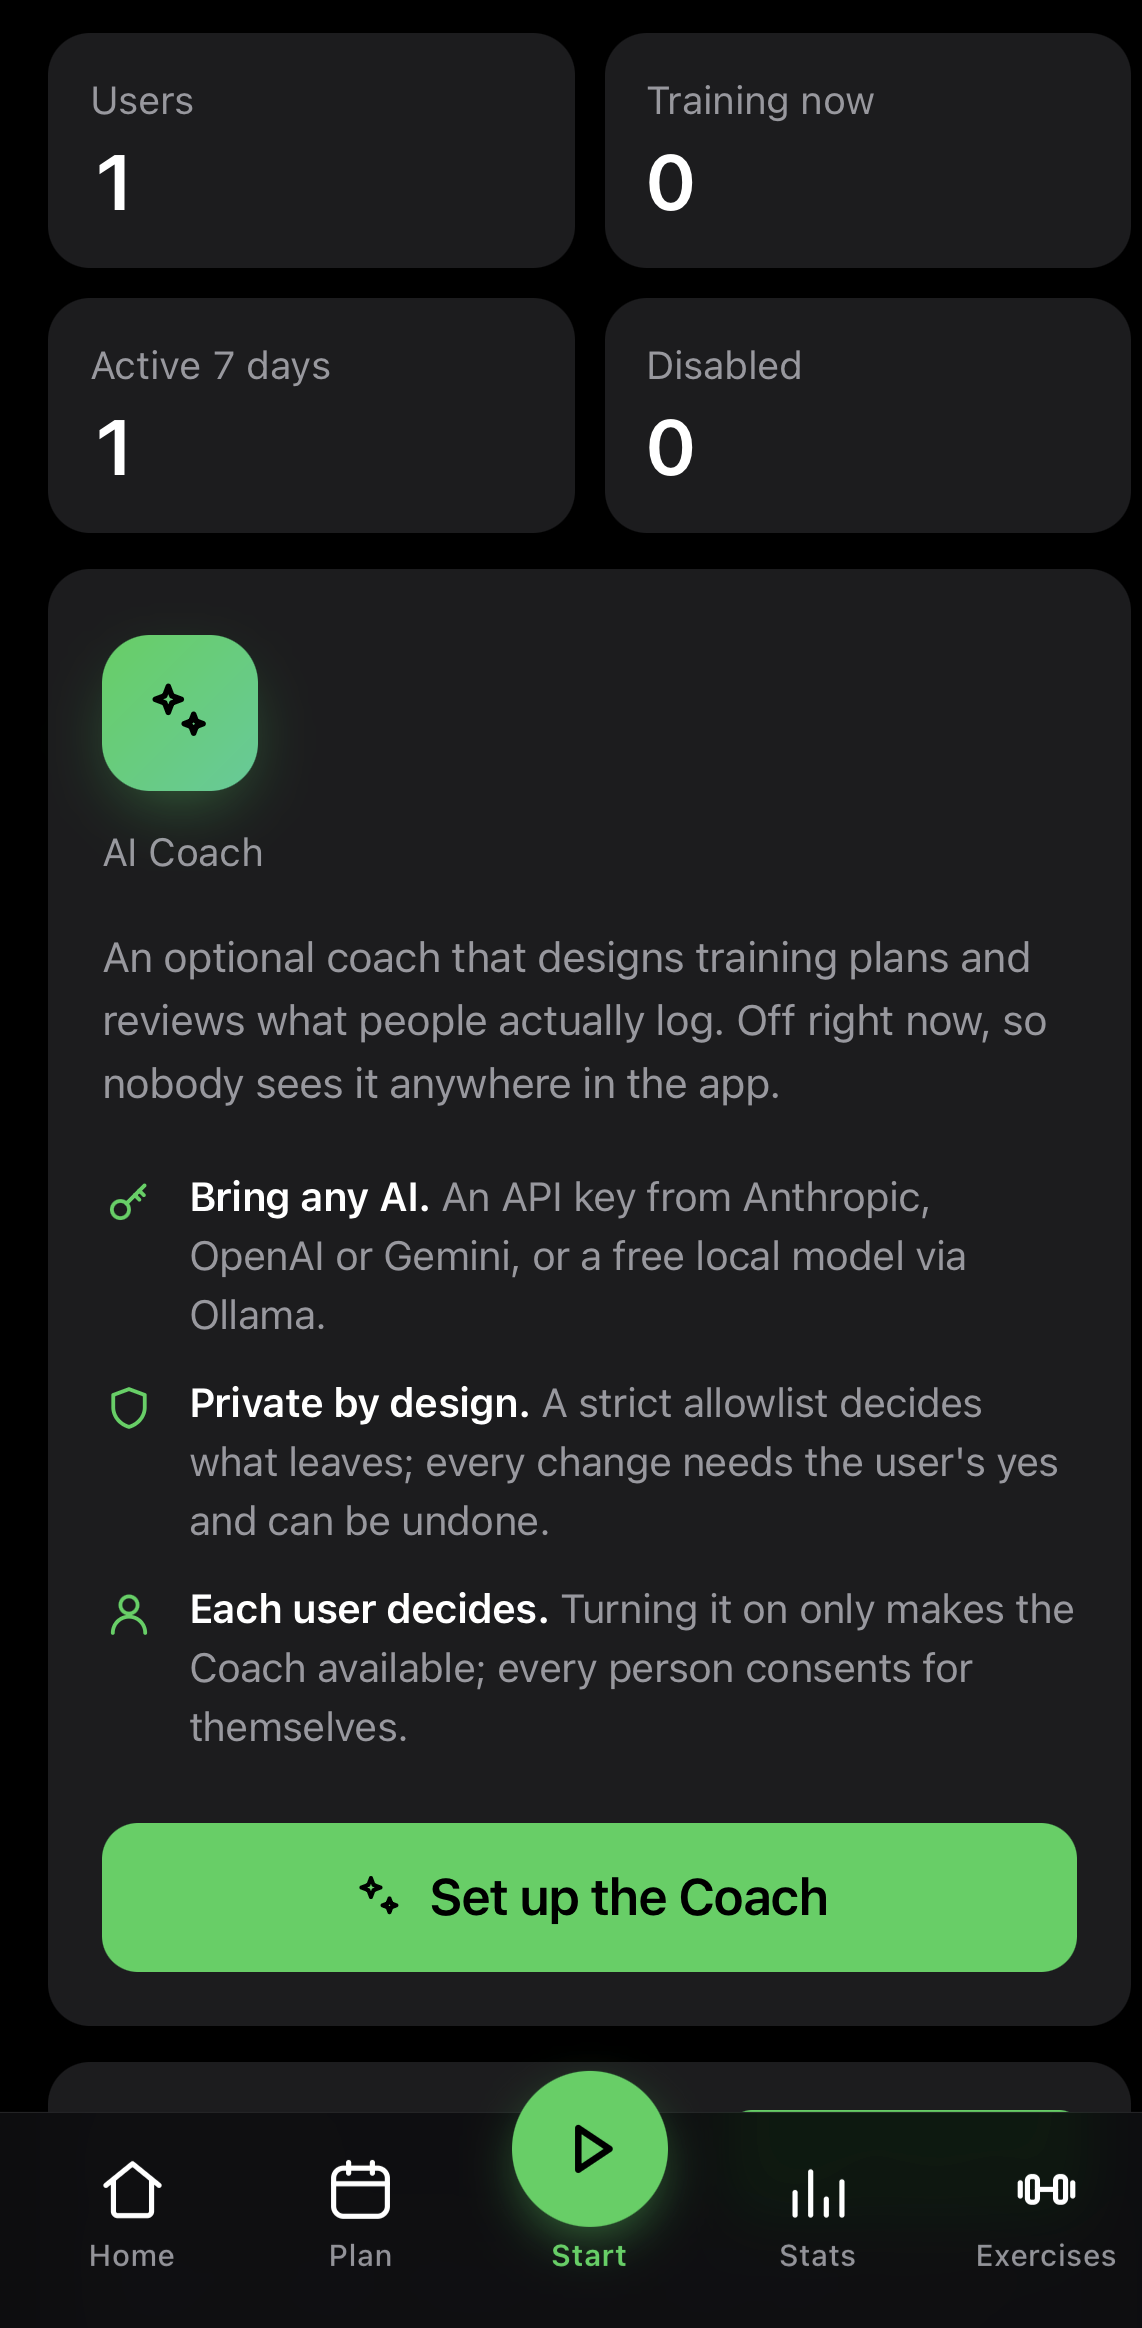 Users
1
Training now
0
Active 7 days
1
Disabled
0
AI Coach
An optional coach that designs training plans and
reviews what people actually log. Off right now, so
nobody sees it anywhere in the app.
Bring any AI. An API key from Anthropic,
OpenAI or Gemini, or a free local model via
Ollama.
Private by design. A strict allowlist decides
what leaves; every change needs the user's yes
and can be undone.
Each user decides. Turning it on only makes the
Coach available; every person consents for
themselves.
Set up the Coach
Home
Plan
Start
Stats
Exercises